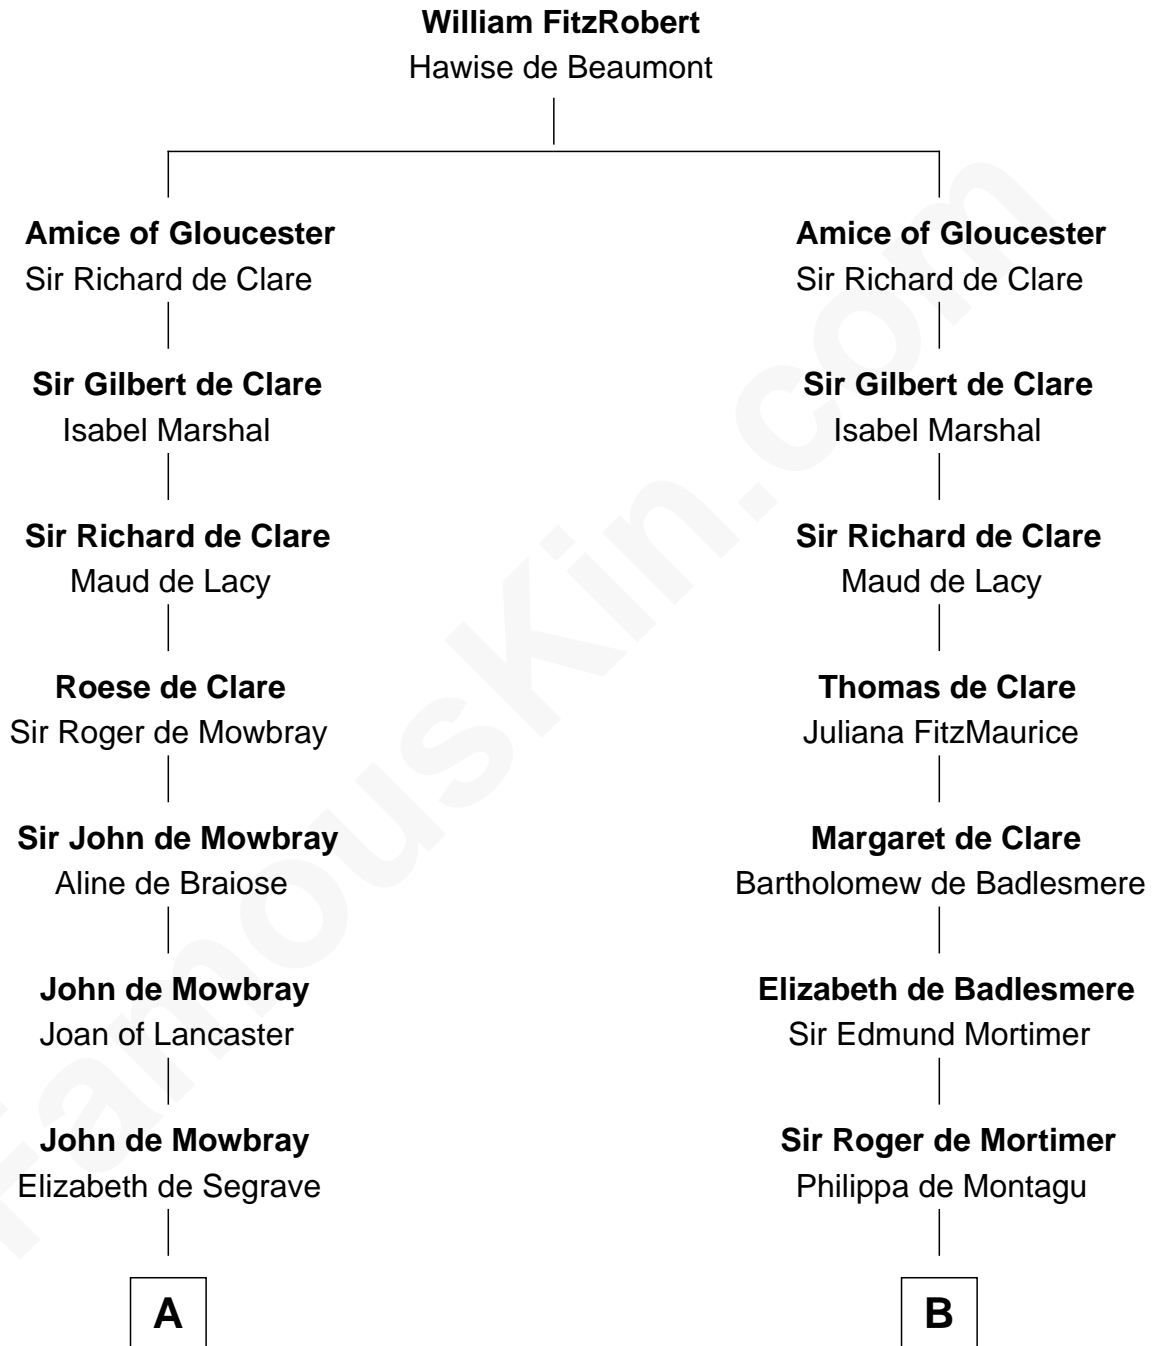 William FitzRobert
Hawise de Beaumont
Amice of Gloucester
Sir Richard de Clare
Amice of Gloucester
Sir Richard de Clare
Sir Gilbert de Clare
Isabel Marshal
Sir Gilbert de Clare
Isabel Marshal
Sir Richard de Clare
Maud de Lacy
Sir Richard de Clare
Maud de Lacy
Roese de Clare
Sir Roger de Mowbray
Thomas de Clare
Juliana FitzMaurice
Sir John de Mowbray
Aline de Braiose
Margaret de Clare
Bartholomew de Badlesmere
John de Mowbray
Joan of Lancaster
Elizabeth de Badlesmere
Sir Edmund Mortimer
John de Mowbray
Elizabeth de Segrave
Sir Roger de Mortimer
Philippa de Montagu
A
B
FamousKin.com